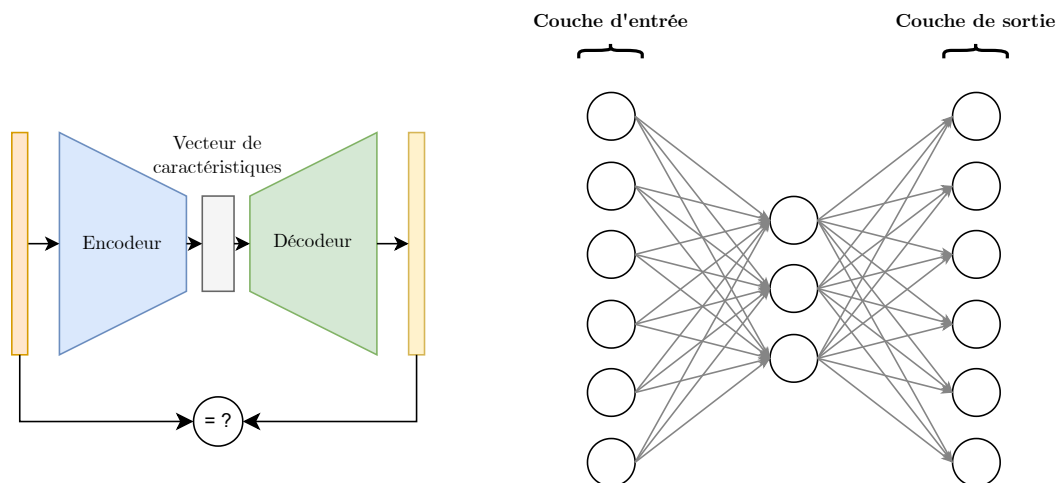 Couche d'entrée
Couche de sortie
Vecteur de
caractéristiques
Encodeur
Décodeur
= ?